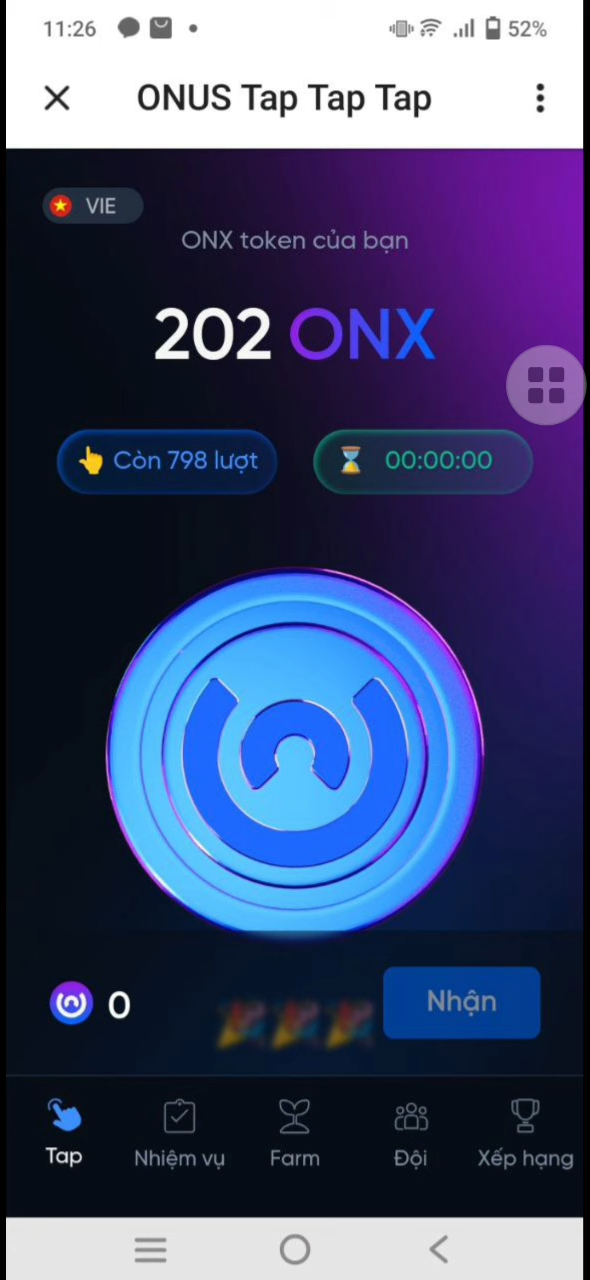 11:26 52%
ONUS Tap Tap Tap
VIE
ONX token của bạn
202 ONX
Còn 798 lượt 00:00:00
0 Nhận
Tap Nhiệm vụ Farm Đội Xếp hạng